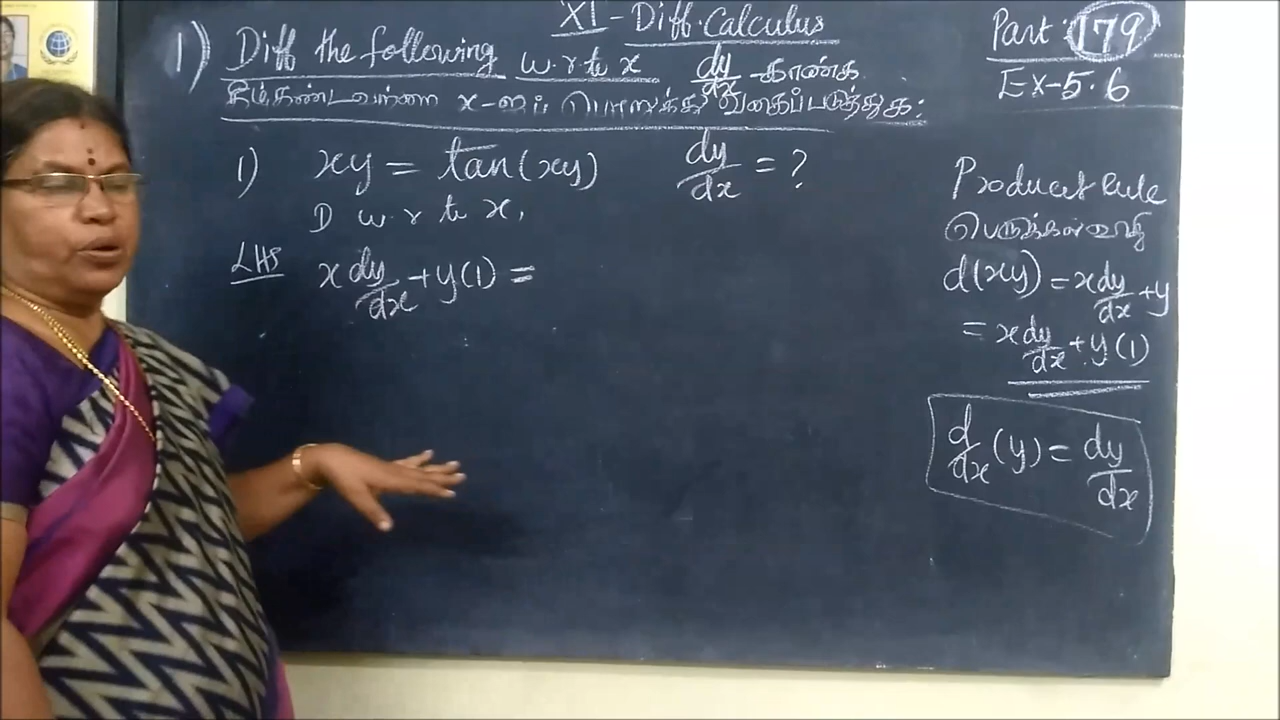 XI - Diff. Calculus
Part: 179
1) Diff the following w.r.to x dy/dx - காண்க
EX-5.6
கீழ்கண்டவற்றை x-ஐப் பொறுத்து வகைப்படுத்துக:
1) xy = tan(xy) dy/dx = ?
D w.r to x,
LHS x dy/dx + y(1) =
Product Rule
பெருக்கல் விதி
d(xy) = x dy/dx + y
= x dy/dx + y(1)
d/dx (y) = dy/dx